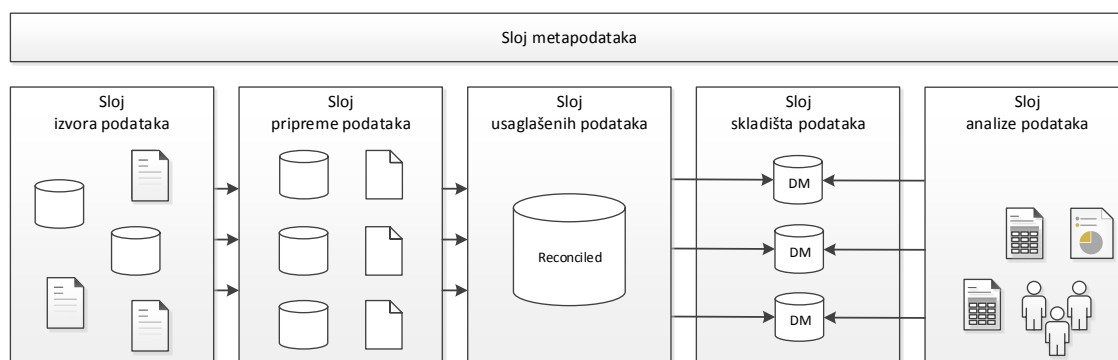 Sloj metapodataka
Sloj
izvora podataka
Sloj
pripreme podataka
Sloj
usaglašenih podataka
Reconciled
Sloj
skladišta podataka
DM
DM
DM
Sloj
analize podataka